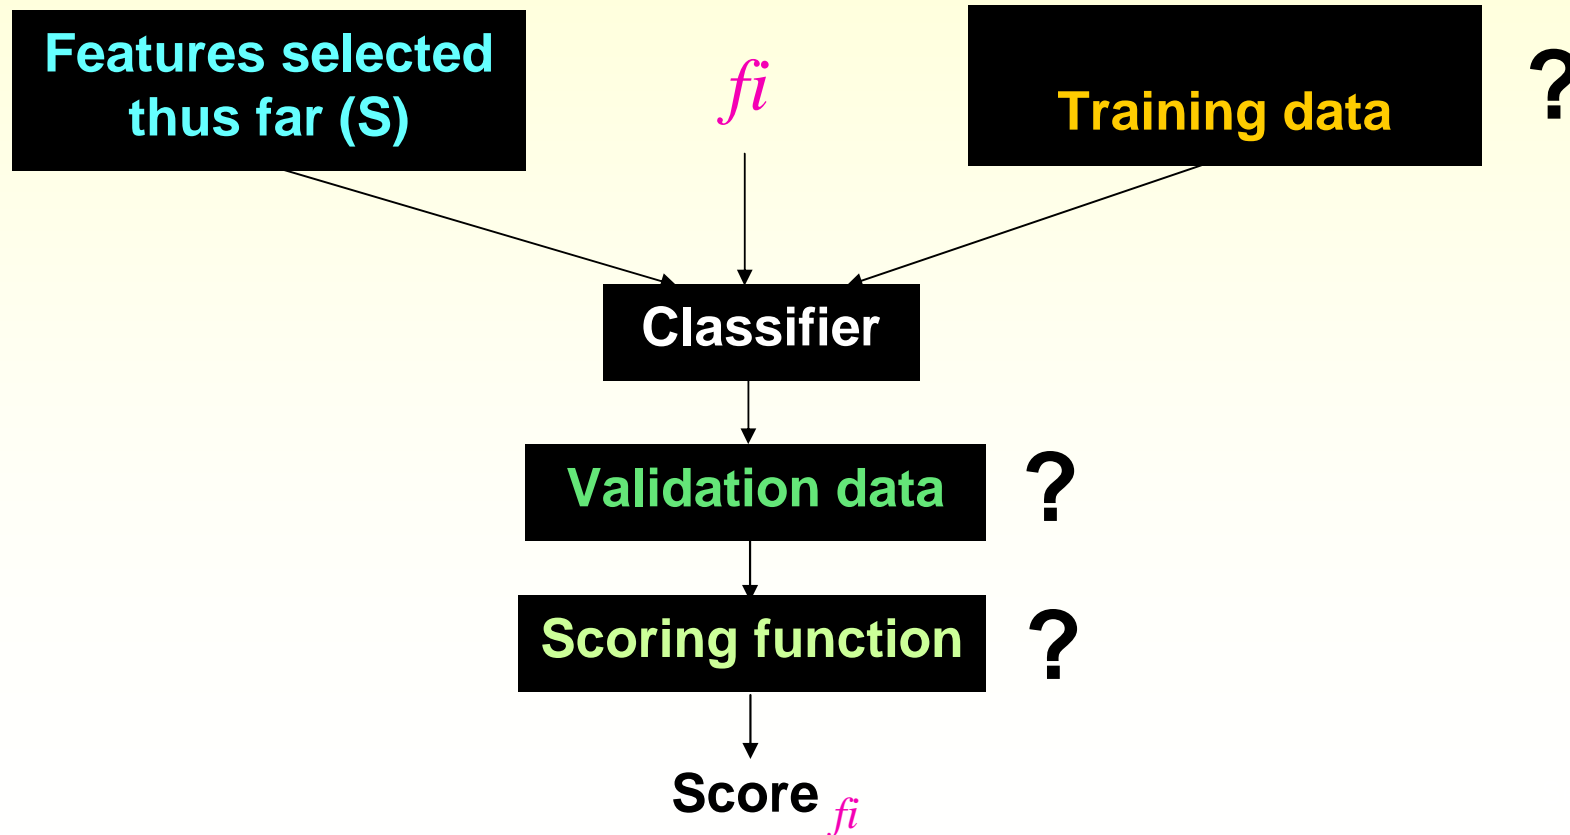 Features selected
thus far (S)
fi
Training data
?
Classifier
Validation data
?
Scoring function
?
Score fi